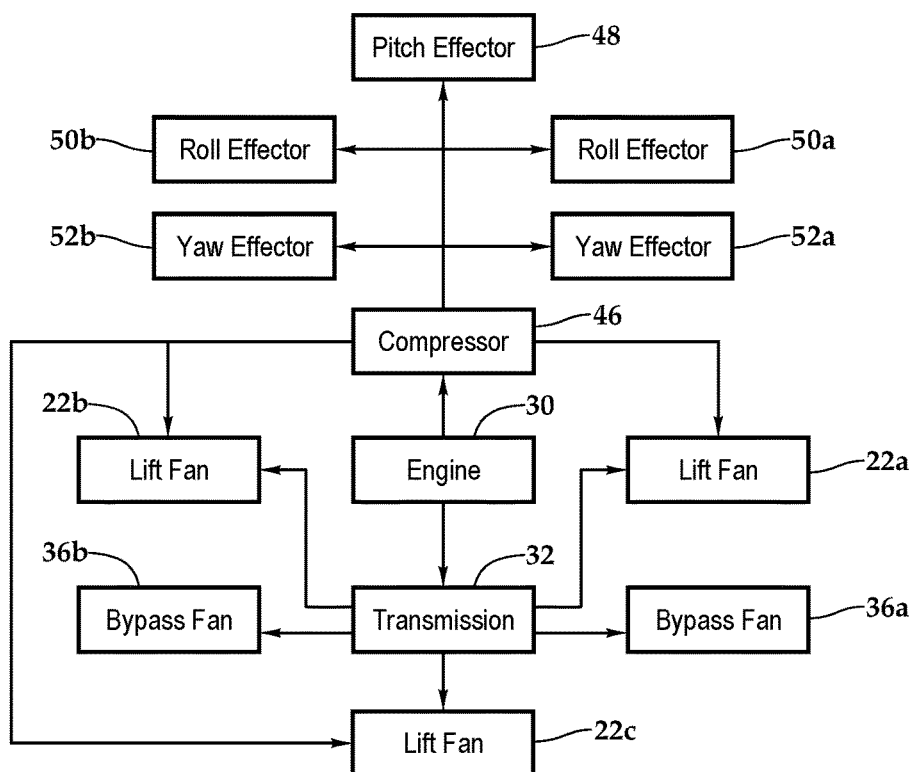 Pitch Effector 48
50b Roll Effector Roll Effector 50a
52b Yaw Effector Yaw Effector 52a
Compressor 46
22b 30
Lift Fan Engine Lift Fan 22a
36b 32
Bypass Fan Transmission Bypass Fan 36a
Lift Fan 22c